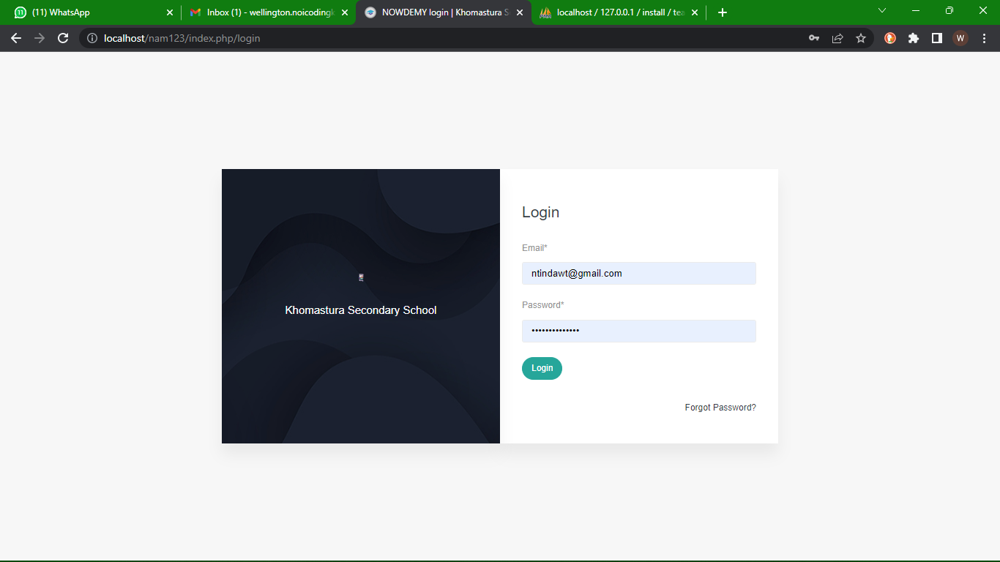 (11) WhatsApp
Inbox (1) - wellington.noicodingk
NOWDEMY login | Khomastura S
localhost / 127.0.0.1 / install / tea
localhost/nam123/index.php/login
W
Khomastura Secondary School
Login
Email*
ntindawt@gmail.com
Password*
••••••••••••••
Login
Forgot Password?